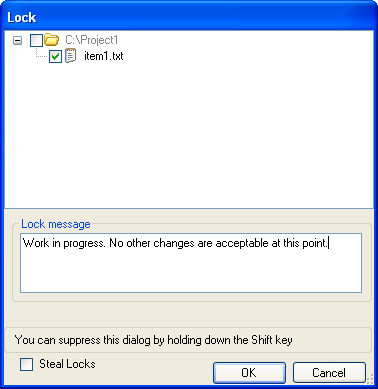 Lock
C:\Project1
item1.txt
Lock message
Work in progress. No other changes are acceptable at this point.
You can suppress this dialog by holding down the Shift key
Steal Locks
OK
Cancel